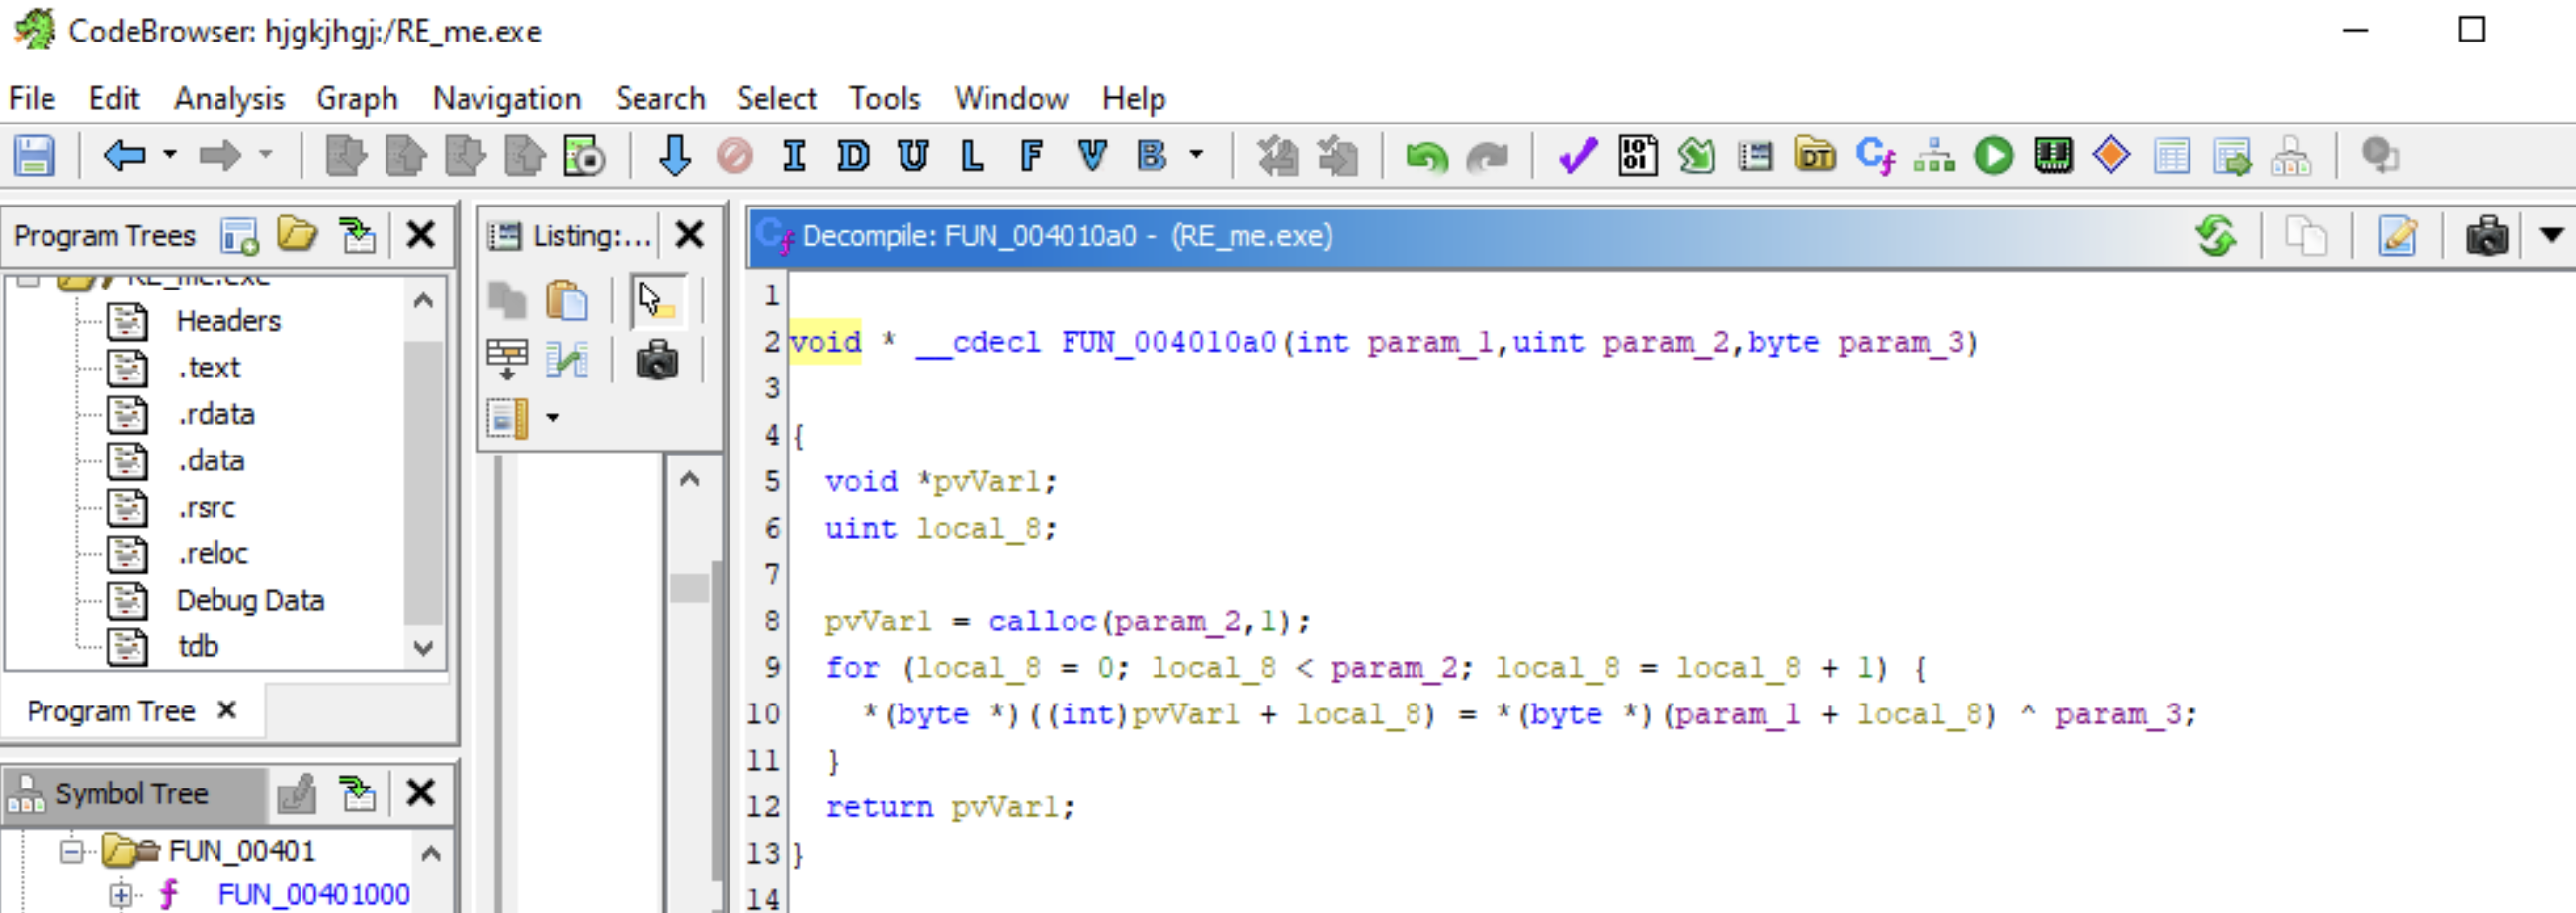 CodeBrowser: hjgkjhgj:/RE_me.exe
File Edit Analysis Graph Navigation Search Select Tools Window Help
I D U L F V B
Program Trees
RE_me.exe
Headers
.text
.rdata
.data
.rsrc
.reloc
Debug Data
tdb
Program Tree
Symbol Tree
FUN_00401
FUN_00401000
Listing:...
Decompile: FUN_004010a0 - (RE_me.exe)
1
2 void * __cdecl FUN_004010a0(int param_1,uint param_2,byte param_3)
3
4 {
5 void *pvVar1;
6 uint local_8;
7
8 pvVar1 = calloc(param_2,1);
9 for (local_8 = 0; local_8 < param_2; local_8 = local_8 + 1) {
10 *(byte *)((int)pvVar1 + local_8) = *(byte *)(param_1 + local_8) ^ param_3;
11 }
12 return pvVar1;
13 }
14